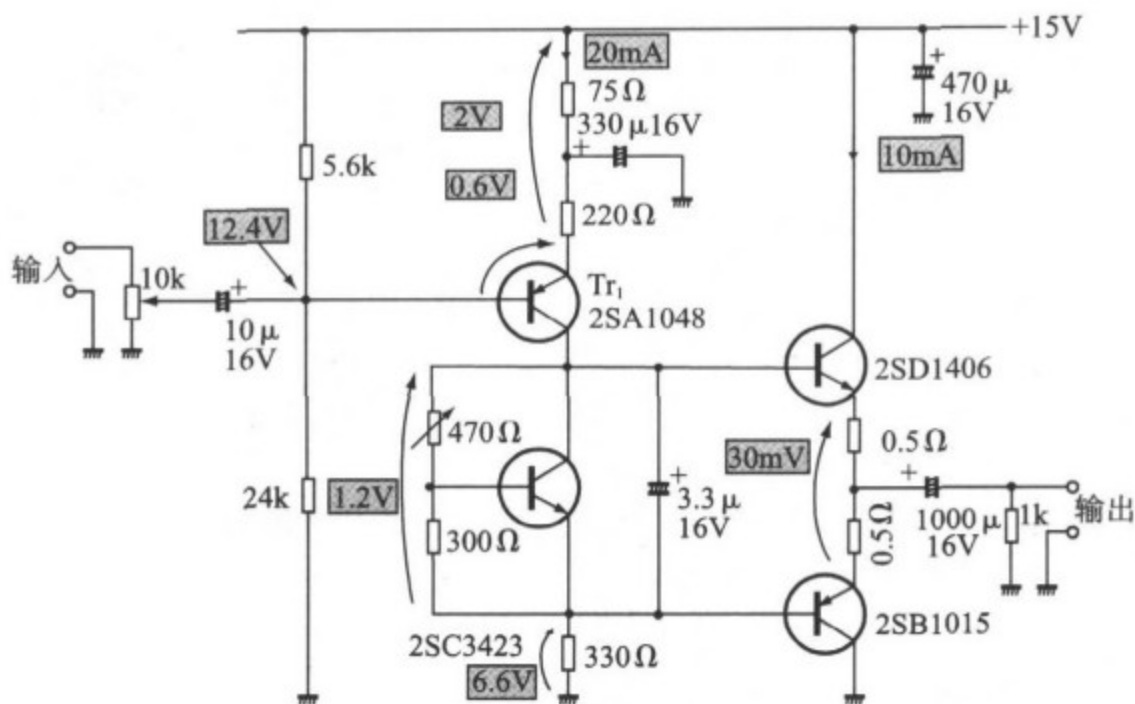 +15V
20mA
75Ω
330μ16V
470μ
16V
2V
10mA
5.6k
0.6V
220Ω
12.4V
输入
10k
10μ
16V
Tr₁
2SA1048
2SD1406
470Ω
0.5Ω
30mV
1.2V
24k
3.3μ
16V
300Ω
0.5Ω
1000μ
16V
1k
输出
2SB1015
2SC3423
330Ω
6.6V
+
+
+
+
+